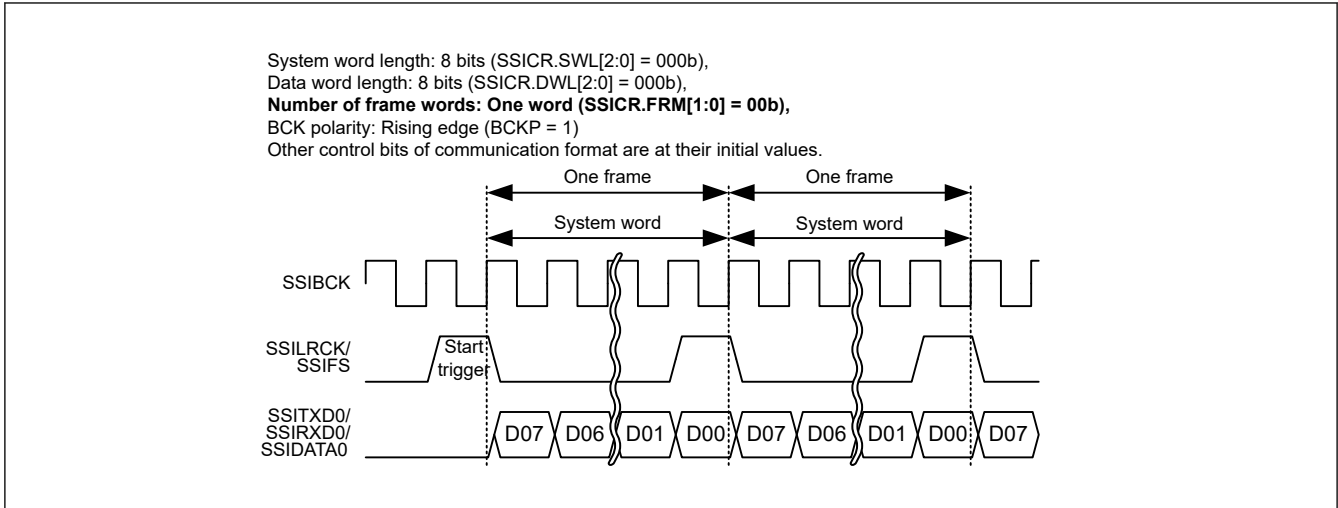 System word length: 8 bits (SSICR.SWL[2:0] = 000b),
Data word length: 8 bits (SSICR.DWL[2:0] = 000b),
Number of frame words: One word (SSICR.FRM[1:0] = 00b),
BCK polarity: Rising edge (BCKP = 1)
Other control bits of communication format are at their initial values.
One frame One frame
System word System word
SSIBCK
SSILRCK/
SSIFS
Start
trigger
SSITXD0/
SSIRXD0/
SSIDATA0
D07 D06 D01 D00 D07 D06 D01 D00 D07